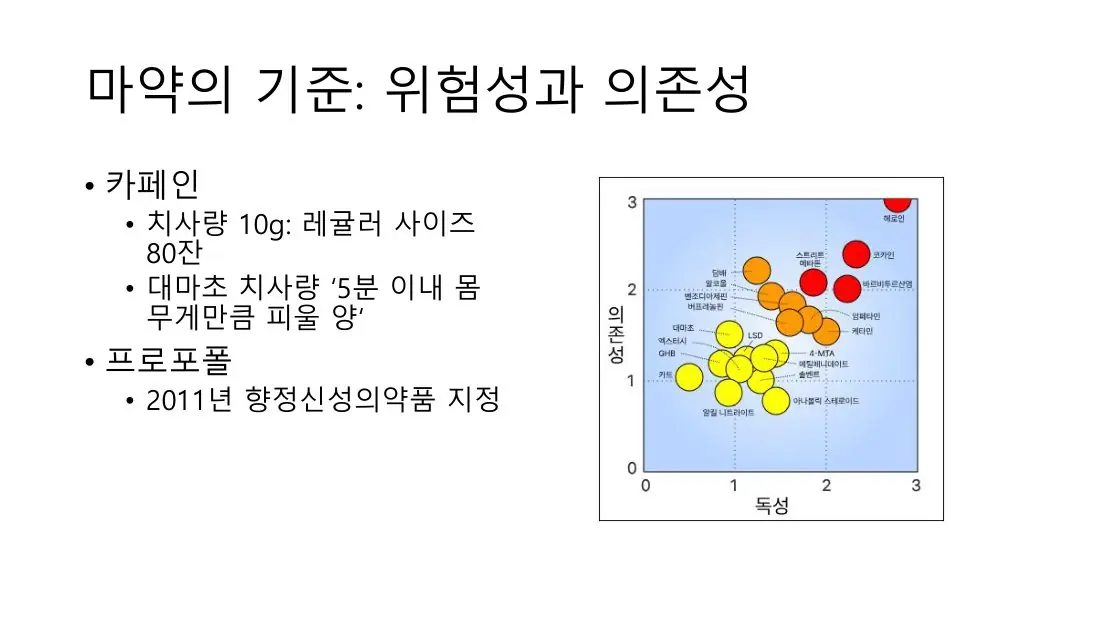 마약의 기준: 위험성과 의존성
• 카페인
• 치사량 10g: 레귤러 사이즈
80잔
• 대마초 치사량 ‘5분 이내 몸
무게만큼 피울 양‘
• 프로포폴
• 2011년 향정신성의약품 지정
3
헤로인
스트리트
메타돈
코카인
담배
알코올
바르비투르산염
2
벤조디아제핀
버프레놀핀
의존성
암페타민
케타민
대마초
LSD
엑스터시
GHB
4-MTA
메틸페니데이트
카트
솔벤트
1
아나볼릭 스테로이드
알킬 니트라이트
0
0
1
2
3
독성